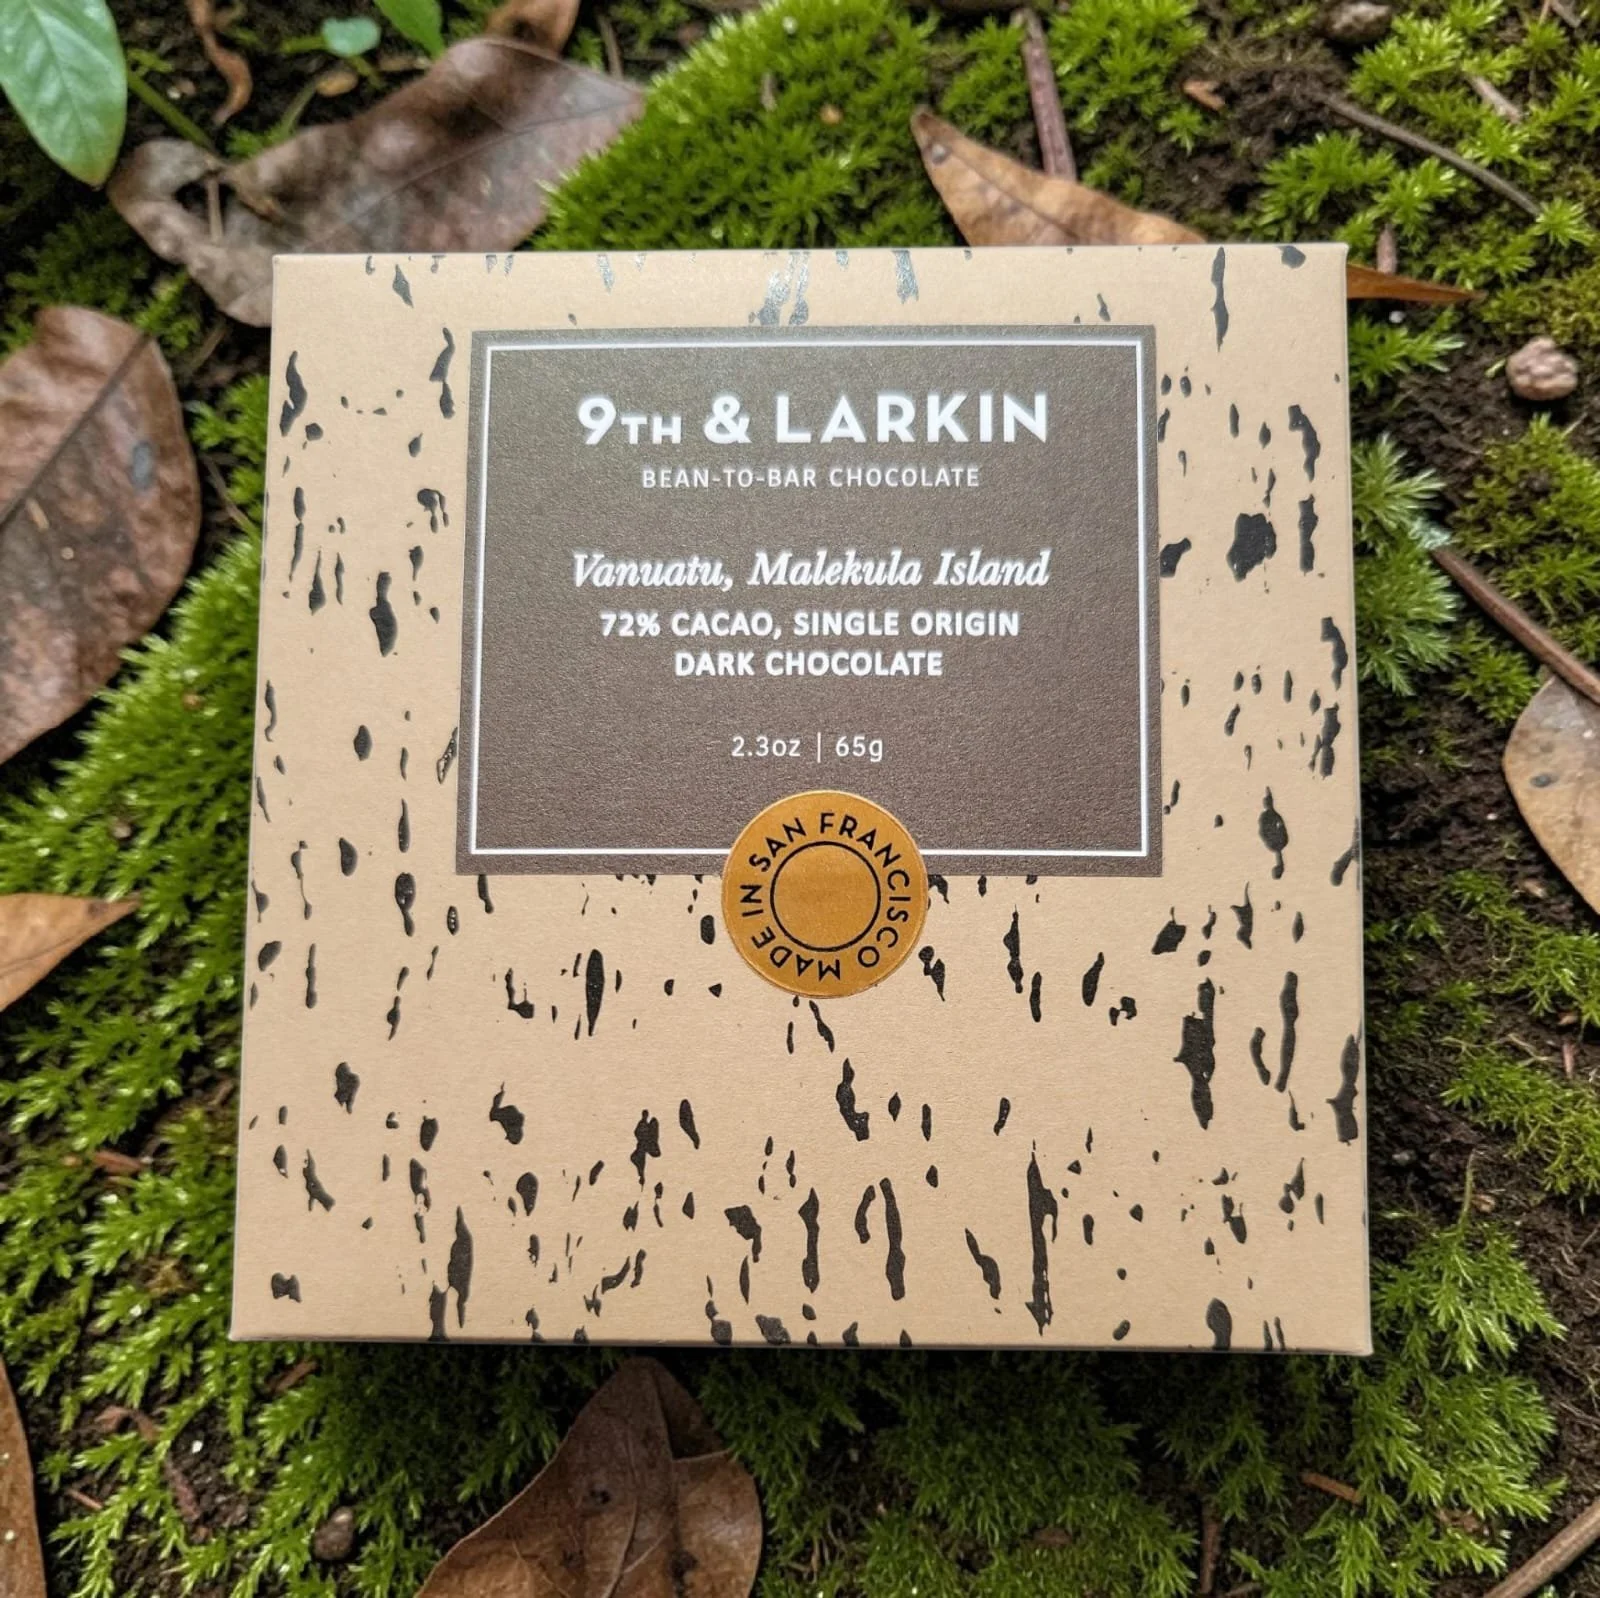 9TH & LARKIN
BEAN-TO-BAR CHOCOLATE
Vanuatu, Malekula Island
72% CACAO, SINGLE ORIGIN
DARK CHOCOLATE
2.3oz | 65g
MADE IN SAN FRANCISCO